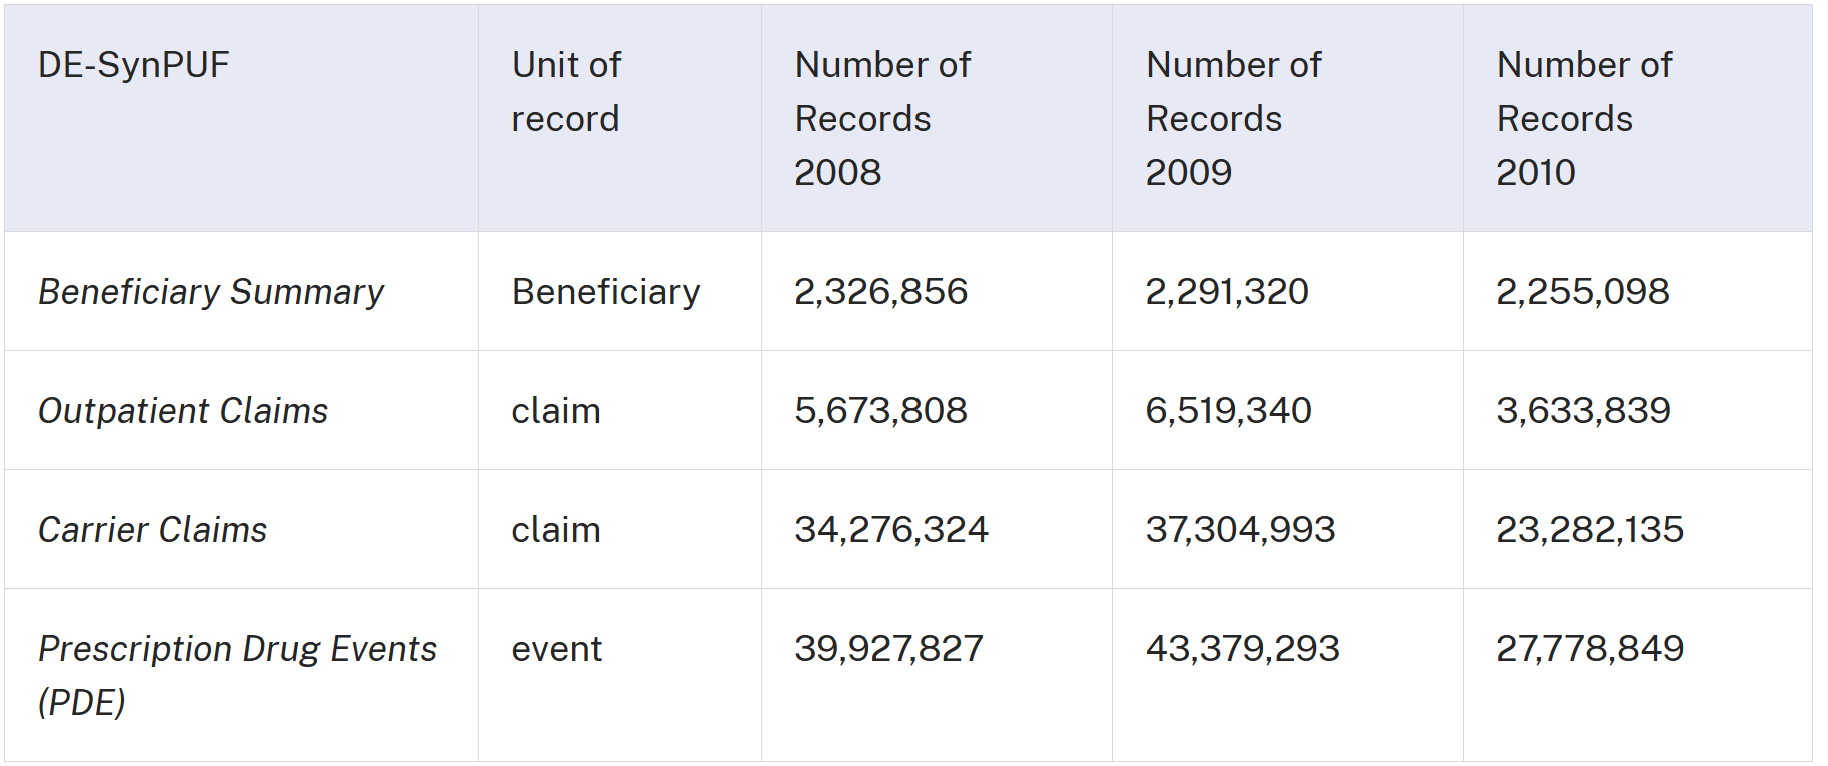 DE-SynPUF
Unit of
record
Number of
Records
2008
Number of
Records
2009
Number of
Records
2010
Beneficiary Summary
Beneficiary
2,326,856
2,291,320
2,255,098
Outpatient Claims
claim
5,673,808
6,519,340
3,633,839
Carrier Claims
claim
34,276,324
37,304,993
23,282,135
Prescription Drug Events
(PDE)
event
39,927,827
43,379,293
27,778,849